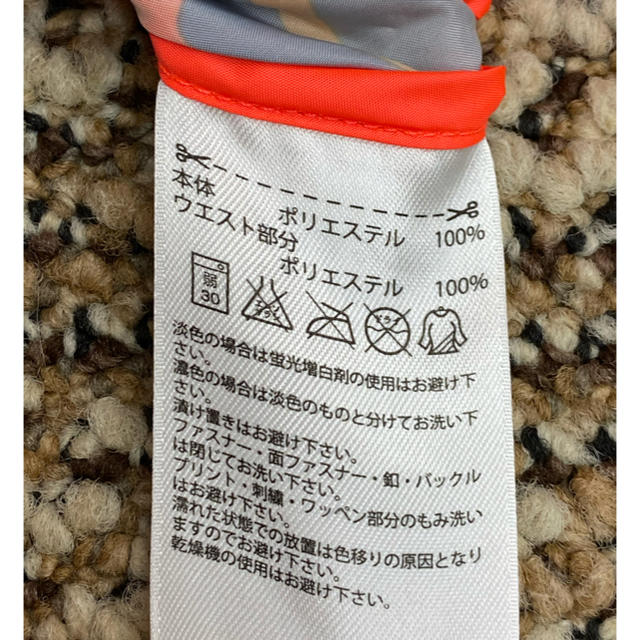 本体
ポリエステル 100%
ウエスト部分
ポリエステル 100%
弱
30
エンソ
ドライ
淡色の場合は蛍光増白剤の使用はお避け下
さい。
濃色の場合は淡色のものと分けてお洗い下
さい。
漬け置きはお避け下さい。
ファスナー・面ファスナー・釦・バックル
は閉じてお洗い下さい。
プリント・刺繍・ワッペン部分のもみ洗い
はお避け下さい。
濡れた状態での放置は色移りの原因となり
ますのでお避け下さい。
乾燥機の使用はお避け下さい。